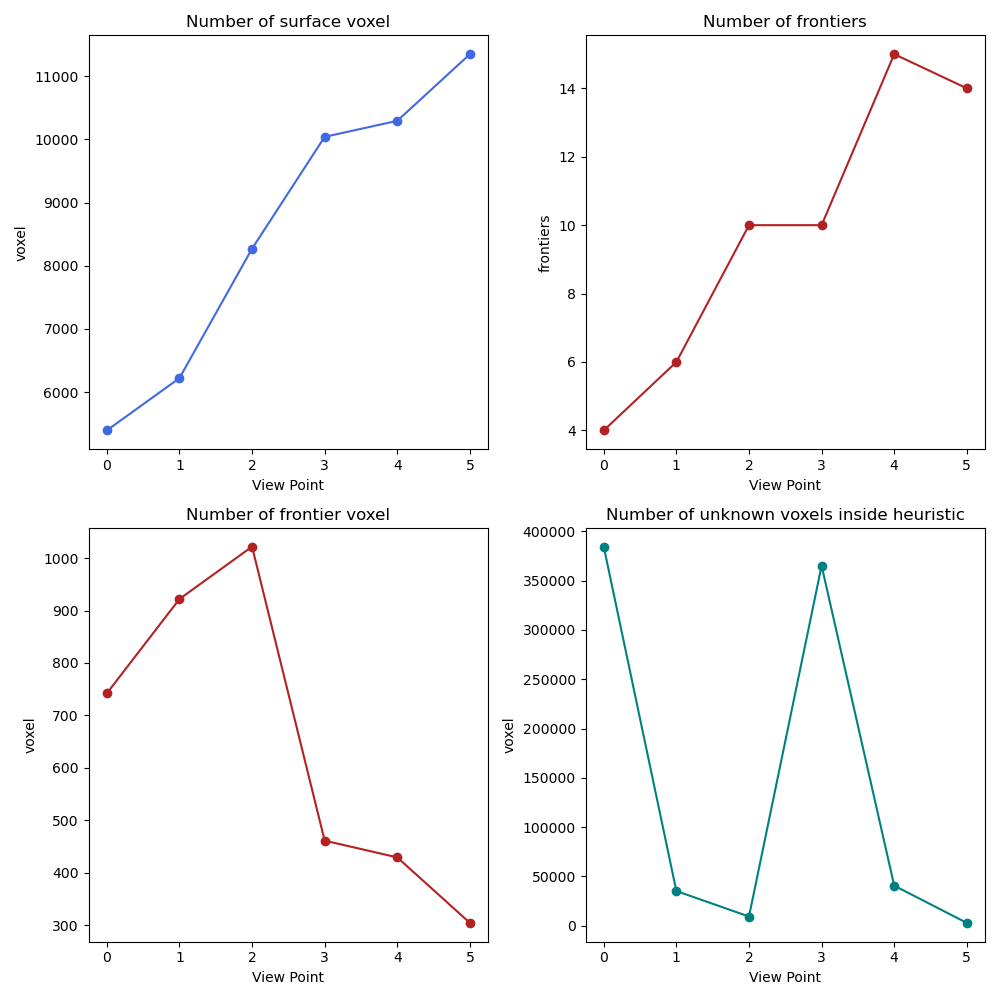 Number of surface voxel
voxel
11000
10000
9000
8000
7000
6000
0 1 2 3 4 5
View Point
Number of frontiers
frontiers
14
12
10
8
6
4
0 1 2 3 4 5
View Point
Number of frontier voxel
voxel
1000
900
800
700
600
500
400
300
0 1 2 3 4 5
View Point
Number of unknown voxels inside heuristic
voxel
400000
350000
300000
250000
200000
150000
100000
50000
0
0 1 2 3 4 5
View Point